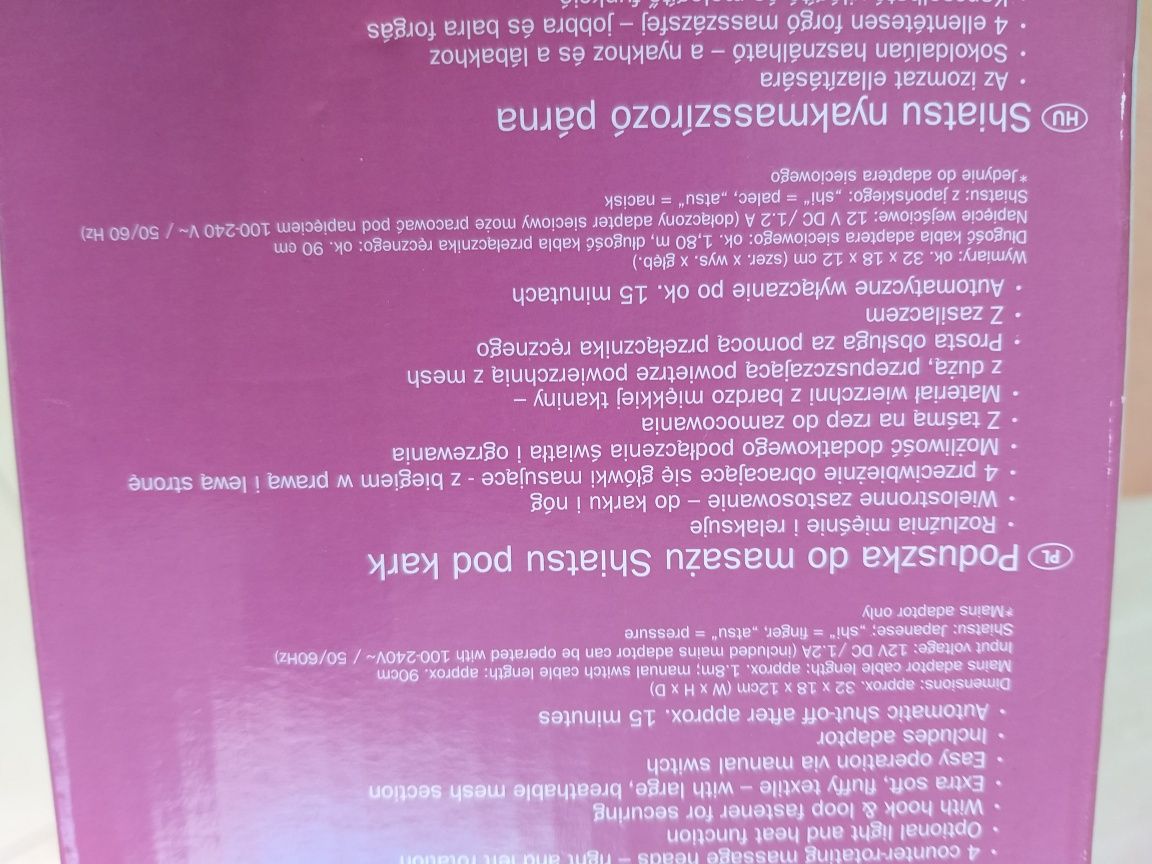 • 4 counter-rotating massage heads – right and left rotation
• Optional light and heat function
• With hook & loop fastener for securing
• Extra soft, fluffy textile – with large, breathable mesh section
• Easy operation via manual switch
• Includes adaptor
• Automatic shut-off after approx. 15 minutes
Dimensions: approx. 32 x 18 x 12cm (W x H x D)
Mains adaptor cable length: approx. 1.8m; manual switch cable length: approx. 90cm
Input voltage: 12V DC /1.2A (included mains adaptor can be operated with 100-240V~ / 50/60Hz)
Shiatsu: Japanese; „shi“ = finger, „atsu“ = pressure
*Mains adaptor only
PL Poduszka do masażu Shiatsu pod kark
• Rozluźnia mięśnie i relaksuje
• Wielostronne zastosowanie – do karku i nóg
• 4 przeciwbieżnie obracające się główki masujące - z biegiem w prawą i lewą stronę
• Możliwość dodatkowego podłączenia światła i ogrzewania
• Z taśmą na rzep do zamocowania
• Materiał wierzchni z bardzo miękkiej tkaniny –
z dużą, przepuszczającą powietrze powierzchnią z mesh
• Prosta obsługa za pomocą przełącznika ręcznego
• Z zasilaczem
• Automatyczne wyłączanie po ok. 15 minutach
Wymiary: ok. 32 x 18 x 12 cm (szer. x wys. x głęb.)
Długość kabla adaptera sieciowego: ok. 1,80 m, długość kabla przełącznika ręcznego: ok. 90 cm
Napięcie wejściowe: 12 V DC /1.2 A (dołączony adapter sieciowy może pracować pod napięciem 100-240 V~ / 50/60 Hz)
Shiatsu: z japońskiego: „shi“ = palec, „atsu“ = nacisk
*Jedynie do adaptera sieciowego
HU Shiatsu nyakmasszírozó párna
• Az izomzat ellazítására
• Sokoldalúan használható – a nyakhoz és a lábakhoz
• 4 ellentétesen forgó masszázsfej – jobbra és balra forgás